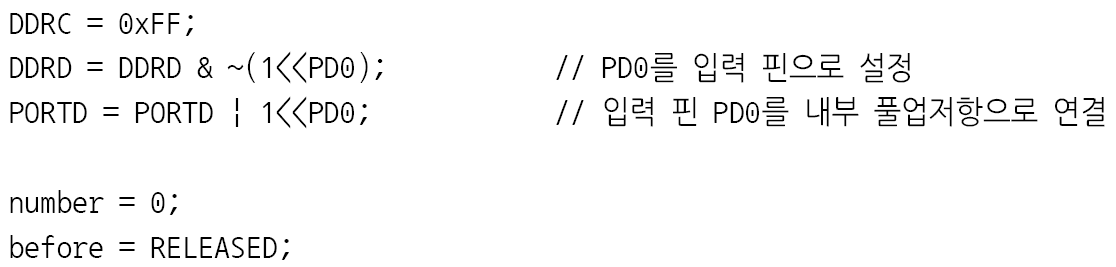 DDRC = 0xFF;
DDRD = DDRD & ~(1<<PD0); // PD0를 입력 핀으로 설정
PORTD = PORTD ¦ 1<<PD0; // 입력 핀 PD0를 내부 풀업저항으로 연결
number = 0;
before = RELEASED;